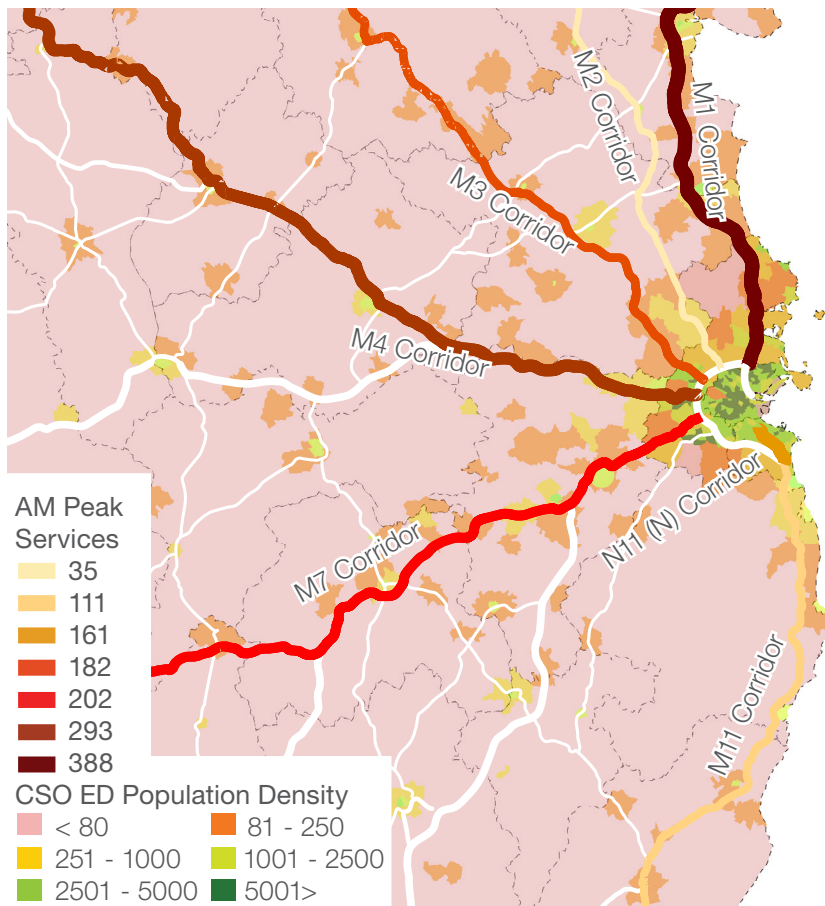 M1 Corridor
M2 Corridor
M3 Corridor
M4 Corridor
N11 (N) Corridor
M7 Corridor
M11 Corridor
AM Peak
Services
35
111
161
182
202
293
388
CSO ED Population Density
< 80
81 - 250
251 - 1000
1001 - 2500
2501 - 5000
5001>